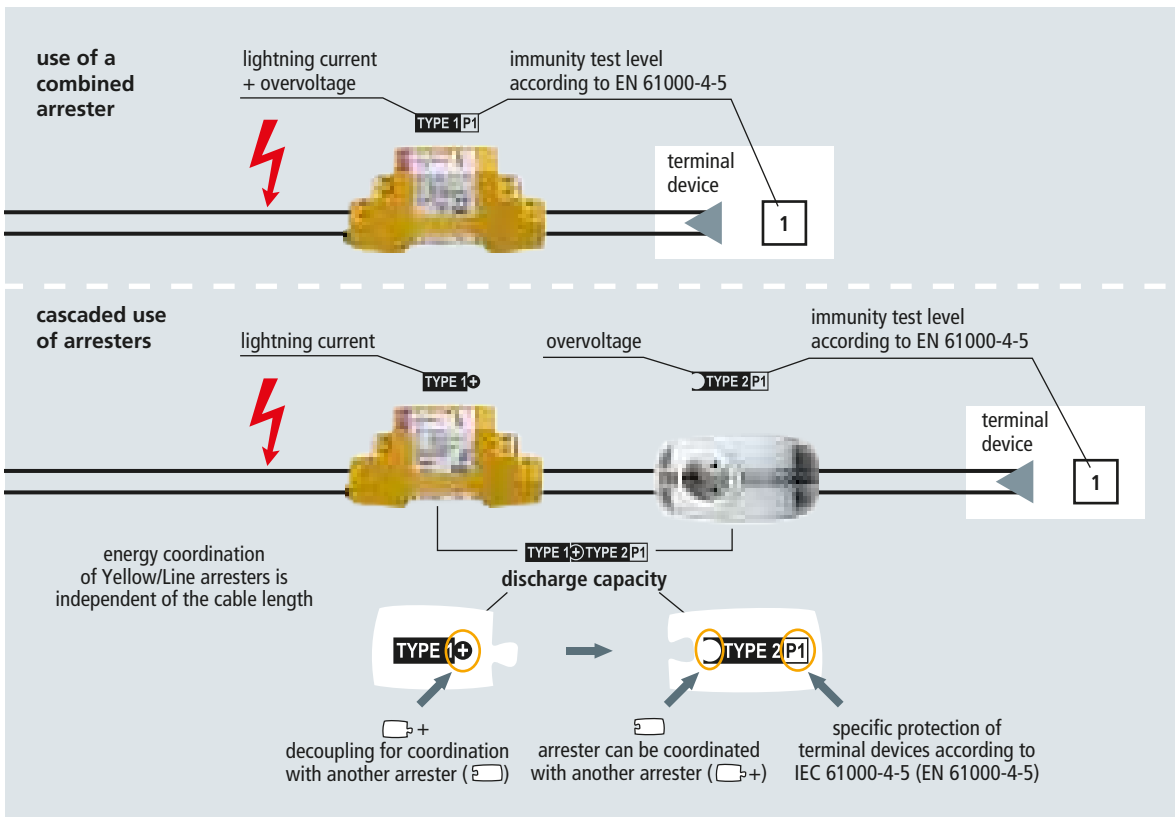 use of a
combined
arrester
lightning current
+ overvoltage
immunity test level
according to EN 61000-4-5
TYPE 1 P1
terminal
device
1
cascaded use
of arresters
lightning current
overvoltage
immunity test level
according to EN 61000-4-5
TYPE 1+
TYPE 2 P1
terminal
device
1
energy coordination
of Yellow/Line arresters is
independent of the cable length
TYPE 1+TYPE 2 P1
discharge capacity
TYPE 1+
TYPE 2 P1
+
decoupling for coordination
with another arrester ( )
arrester can be coordinated
with another arrester ( +)
specific protection of
terminal devices according to
IEC 61000-4-5 (EN 61000-4-5)